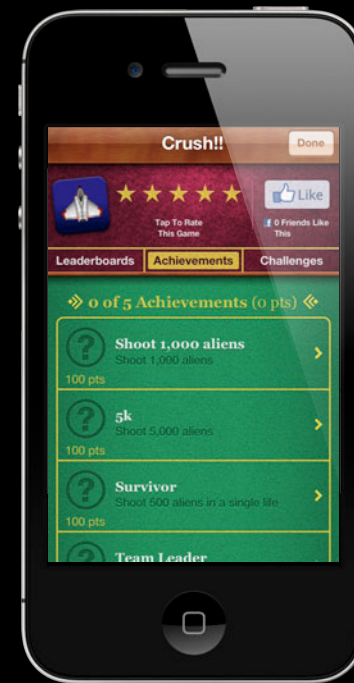 Crush!!
Done
Like
Tap To Rate
This Game
0 Friends Like
This
Leaderboards
Achievements
Challenges
0 of 5 Achievements (0 pts)
Shoot 1,000 aliens
Shoot 1,000 aliens
100 pts
5k
Shoot 5,000 aliens
100 pts
Survivor
Shoot 500 aliens in a single life
100 pts
Team Leader